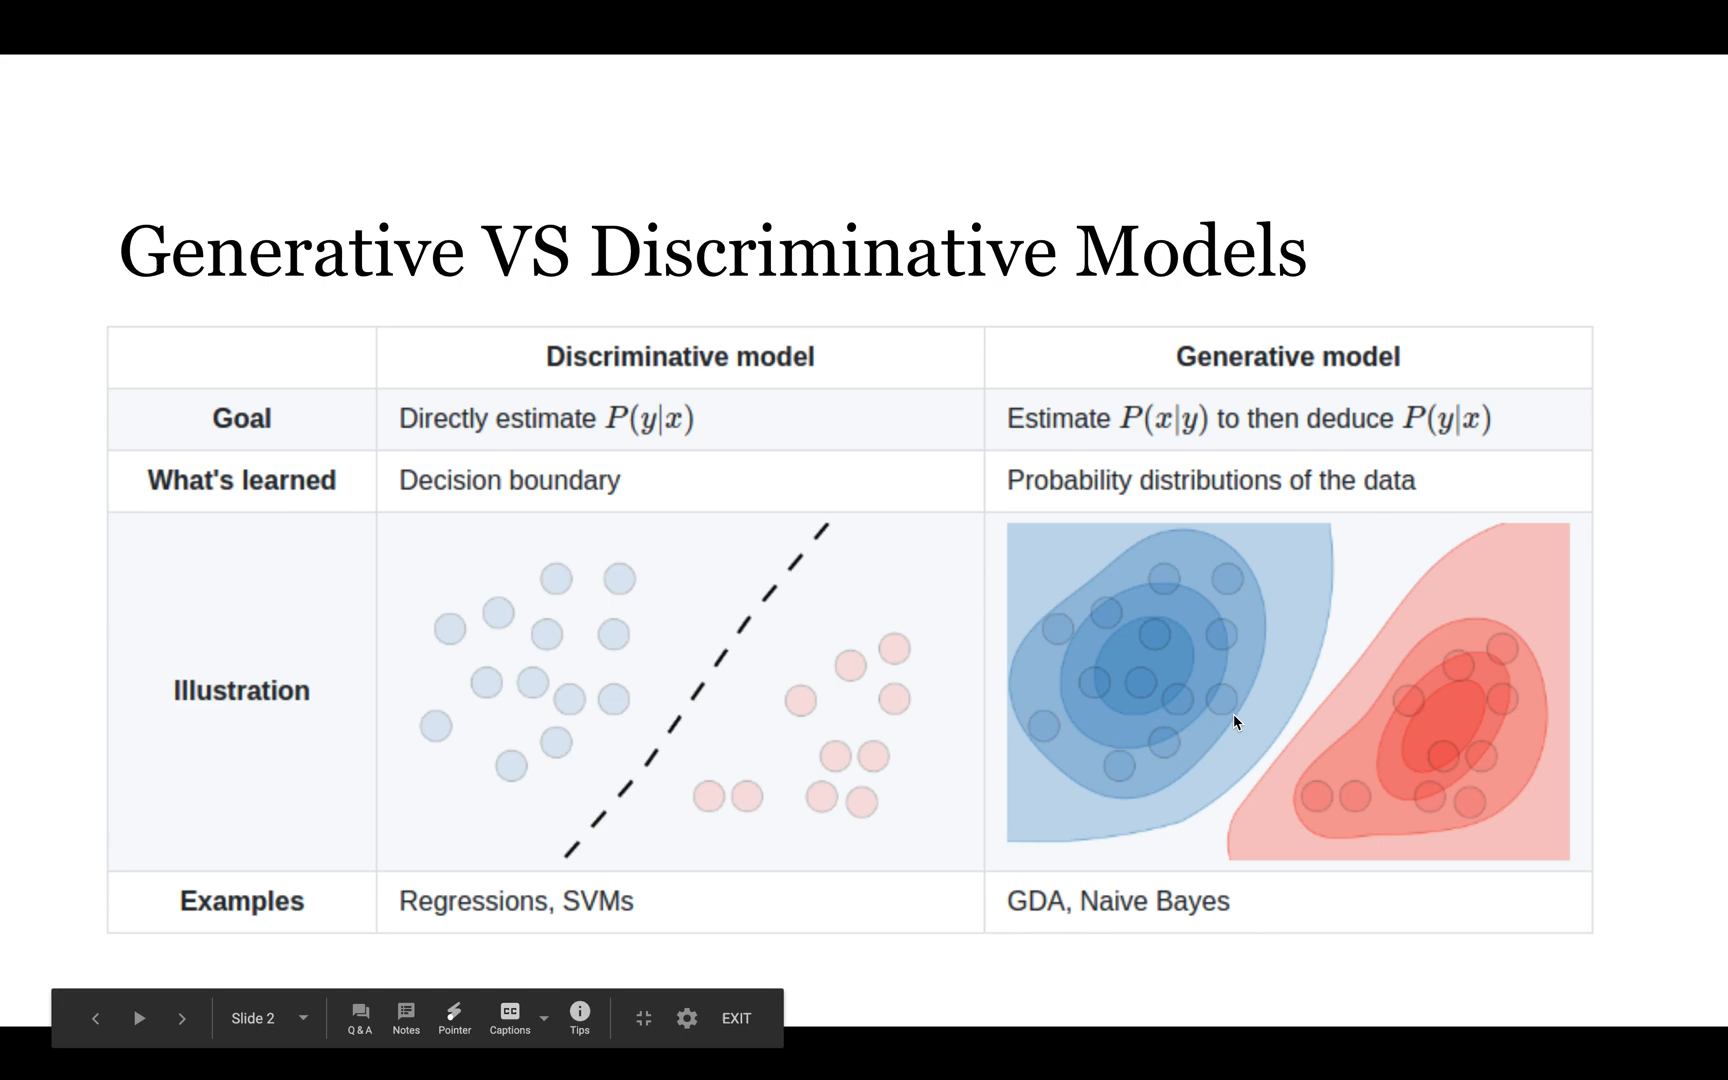 Generative VS Discriminative Models
Discriminative model
Generative model
Goal
Directly estimate P(y|x)
Estimate P(x|y) to then deduce P(y|x)
What's learned
Decision boundary
Probability distributions of the data
Illustration
Examples
Regressions, SVMs
GDA, Naive Bayes
Slide 2
Q & A
Notes
Pointer
CC
Captions
Tips
EXIT